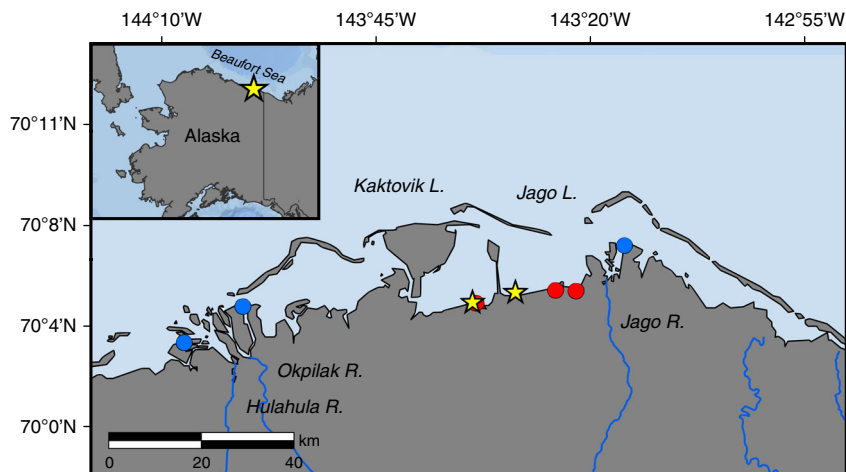 144°10'W 143°45'W 143°20'W 142°55'W
Beaufort Sea
70°11'N
Alaska
Kaktovik L.
Jago L.
70°8'N
70°4'N
Jago R.
Okpilak R.
Hulahula R.
70°0'N
km
0 20 40